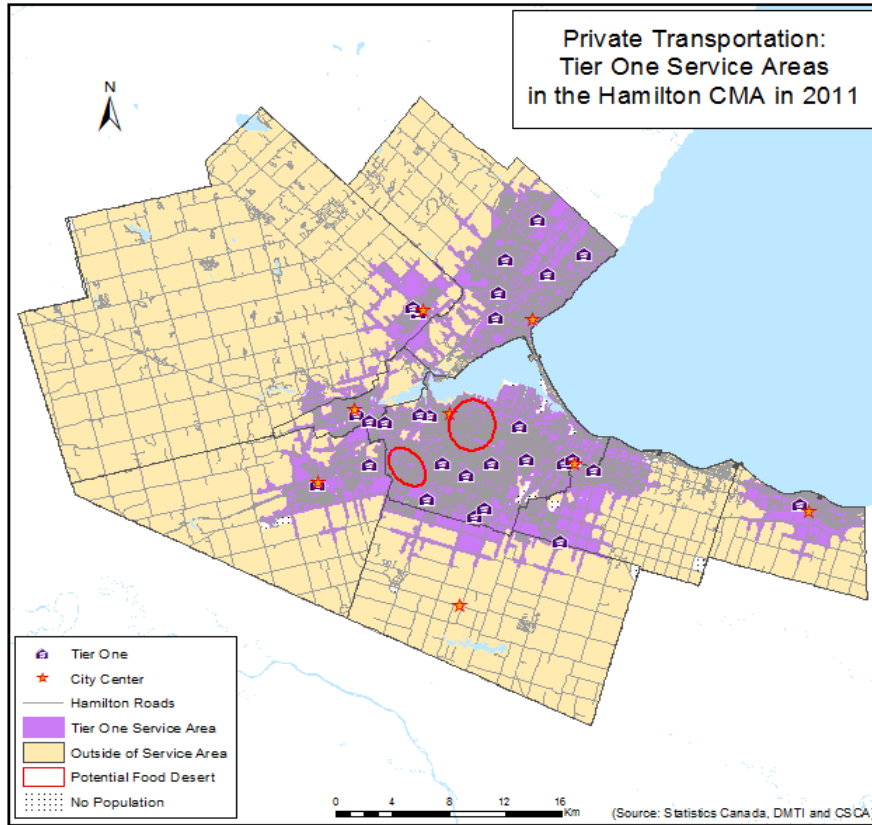 Private Transportation:
Tier One Service Areas
in the Hamilton CMA in 2011
N
Tier One
City Center
Hamilton Roads
Tier One Service Area
Outside of Service Area
Potential Food Desert
No Population
0 2 4 8 12 16
Km
(Source: Statistics Canada, DMTI and CSCA)